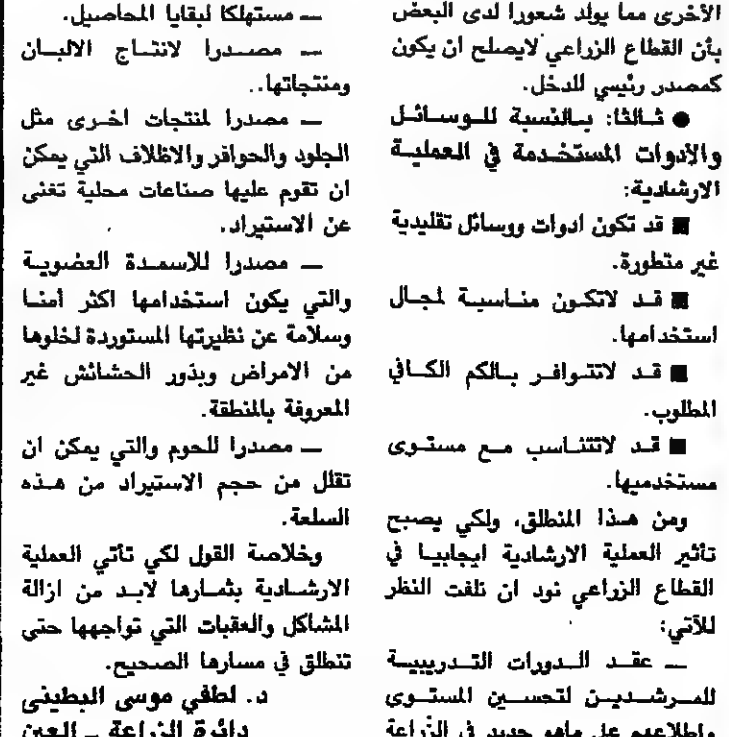 الأخرى مما يولد شعورا لدى البعض
بأن القطاع الزراعي لايصلح ان يكون
كمصدر رئيسي للدخل.
● ثالثا: بالنسبة للوسائل
والأدوات المستخدمة في العملية
الارشادية:
■ قد تكون ادوات ووسائل تقليدية
غير متطورة.
■ قد لاتكون مناسبة لمجال
استخدامها.
■ قد لاتتوافر بالكم الكافي
المطلوب.
■ قد لاتتناسب مع مستوى
مستخدميها.
ومن هذا المنطلق، ولكي يصبح
تأثير العملية الارشادية ايجابيا في
القطاع الزراعي نود ان نلفت النظر
للآتي:
— عقد الدورات التدريبية
للمرشدين لتحسين المستوى
واطلاعهم على ماهو جديد في الزراعة
— مستهلكا لبقايا المحاصيل.
— مصدرا لانتاج الالبان
ومنتجاتها..
— مصدرا لمنتجات اخرى مثل
الجلود والحوافر والاظلاف التي يمكن
ان تقوم عليها صناعات محلية تغنى
عن الاستيراد.
— مصدرا للاسمدة العضوية
والتي يكون استخدامها اكثر أمنا
وسلامة عن نظيرتها المستوردة لخلوها
من الامراض وبذور الحشائش غير
المعروفة بالمنطقة.
— مصدرا للحوم والتي يمكن ان
تقلل من حجم الاستيراد من هذه
السلعة.
وخلاصة القول لكي تأتي العملية
الارشادية بثمارها لابد من ازالة
المشاكل والعقبات التي تواجهها حتى
تنطلق في مسارها الصحيح.
د. لطفي موسى البطيني
دائرة الزراعة ـ العين